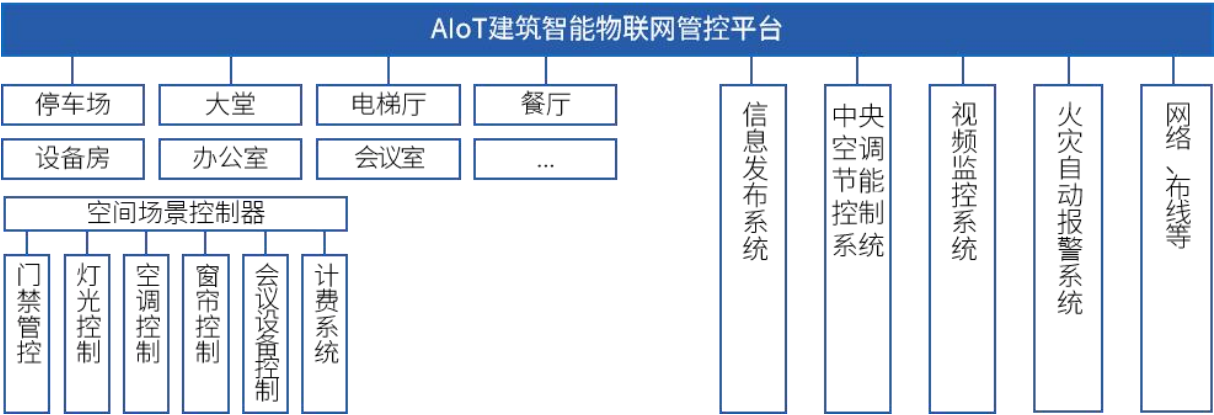 AIoT建筑智能物联网管控平台
停车场
大堂
电梯厅
餐厅
设备房
办公室
会议室
...
空间场景控制器
门禁管控
灯光控制
空调控制
窗帘控制
会议设备控制
计费系统
信息发布系统
中央空调节能控制系统
视频监控系统
火灾自动报警系统
网络、布线等